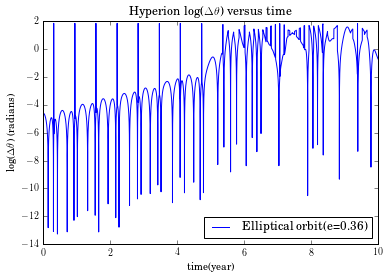 Hyperion log(Δθ) versus time
log(Δθ) (radians)
2
0
−2
−4
−6
−8
−10
−12
−14
0 2 4 6 8 10
time(year)
Elliptical orbit(e=0.36)